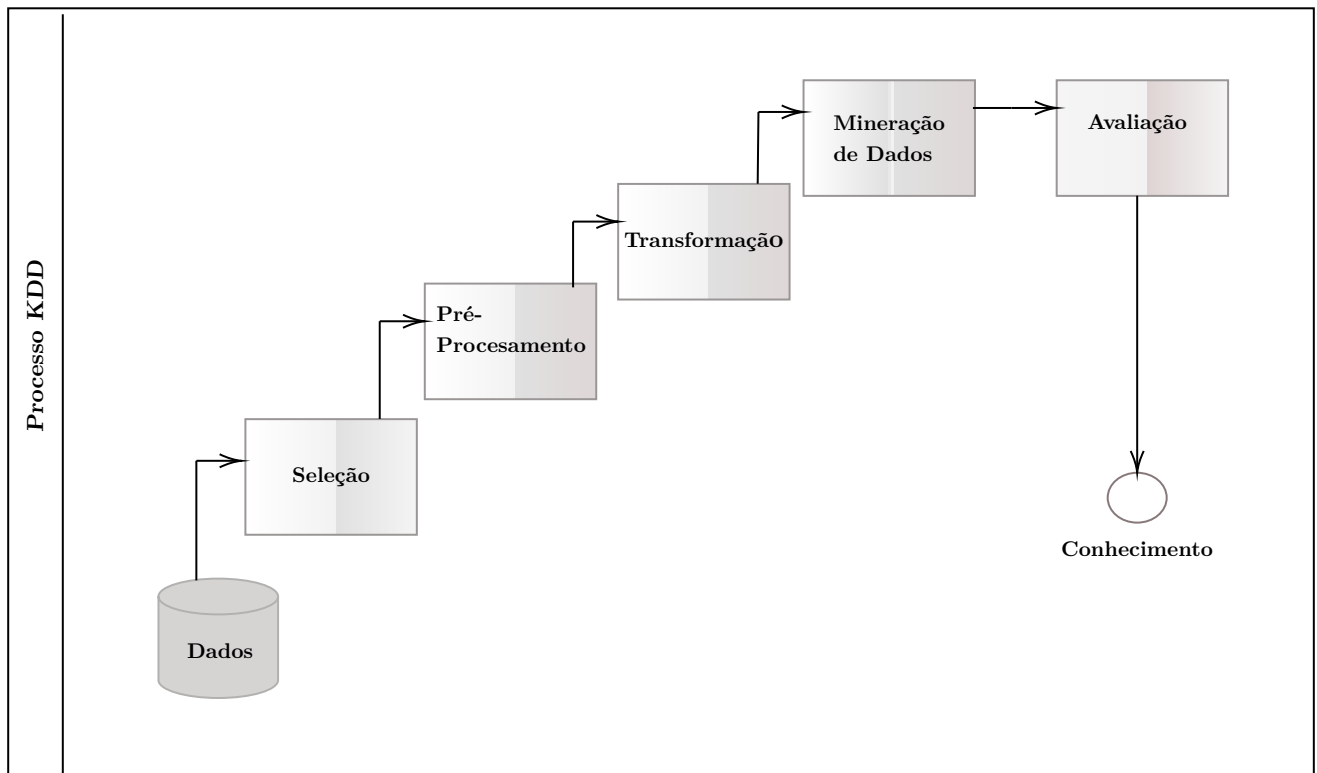 Processo KDD
Dados
Seleção
Pré-
Procesamento
Transformação
Mineração
de Dados
Avaliação
Conhecimento